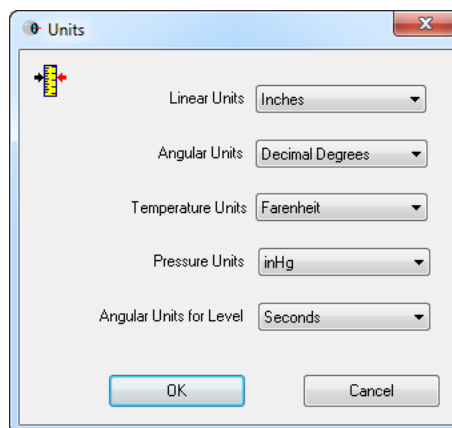 Units
Linear Units Inches
Angular Units Decimal Degrees
Temperature Units Farenheit
Pressure Units inHg
Angular Units for Level Seconds
OK Cancel